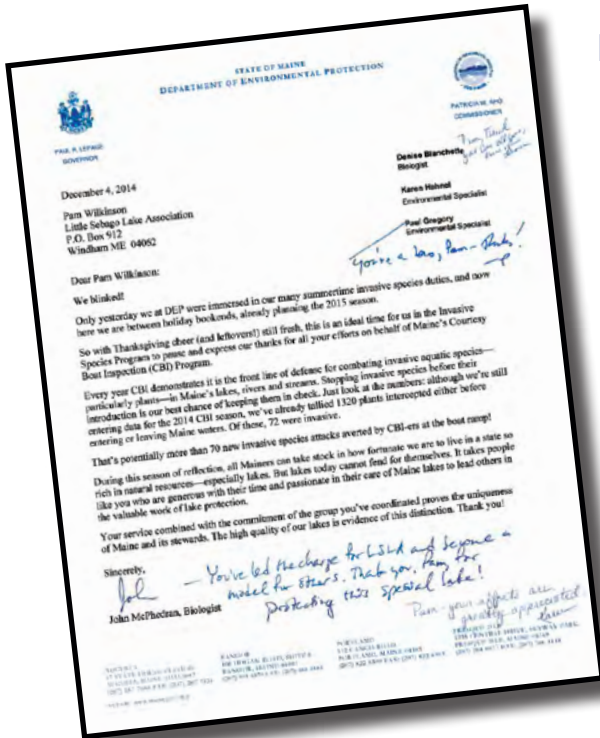 STATE OF MAINE
DEPARTMENT OF ENVIRONMENTAL PROTECTION
PAUL R. LEPAGE
GOVERNOR
PATRICIA W. AHO
COMMISSIONER
Denise Blanchette
Biologist
Pam, Thank
Karen Hahnel
Environmental Specialist
Paul Gregory
Environmental Specialist
You're a hero, Pam - thanks!
December 4, 2014
Pam Wilkinson
Little Sebago Lake Association
P.O. Box 912
Windham ME 04062
Dear Pam Wilkinson:
We blinked!
Only yesterday we at DEP were immersed in our many summertime invasive species duties, and now
here we are between holiday bookends, already planning the 2015 season.
So with Thanksgiving cheer (and leftovers!) still fresh, this is an ideal time for us in the Invasive
Species Program to pause and express our thanks for all your efforts on behalf of Maine's Courtesy
Boat Inspection (CBI) Program.
Every year CBI demonstrates it is the front line of defense for combating invasive aquatic species—
particularly plants—in Maine's lakes, rivers and streams. Stopping invasive species before their
introduction is our best chance of keeping them in check. Just look at the numbers: although we're still
entering data for the 2014 CBI season, we've already tallied 1320 plants intercepted either before
entering or leaving Maine waters. Of these, 72 were invasive.
That's potentially more than 70 new invasive species attacks averted by CBI-ers at the boat ramp!
During this season of reflection, all Mainers can take stock in how fortunate we are to live in a state so
rich in natural resources—especially lakes. But lakes today cannot fend for themselves. It takes people
like you who are generous with their time and passionate in their care of Maine lakes to lead others in
the valuable work of lake protection.
Your service combined with the commitment of the group you've coordinated proves the uniqueness
of Maine and its stewards. The high quality of our lakes is evidence of this distinction. Thank you!
Sincerely,
John — You've led the charge for LSLA and become a
model for others. Thank you, Pam, for
protecting this special lake!
John McPhedran, Biologist
Pam - your efforts are
greatly appreciated.
Karen
AUGUSTA
BANGOR
PORTLAND
PRESQUE ISLE